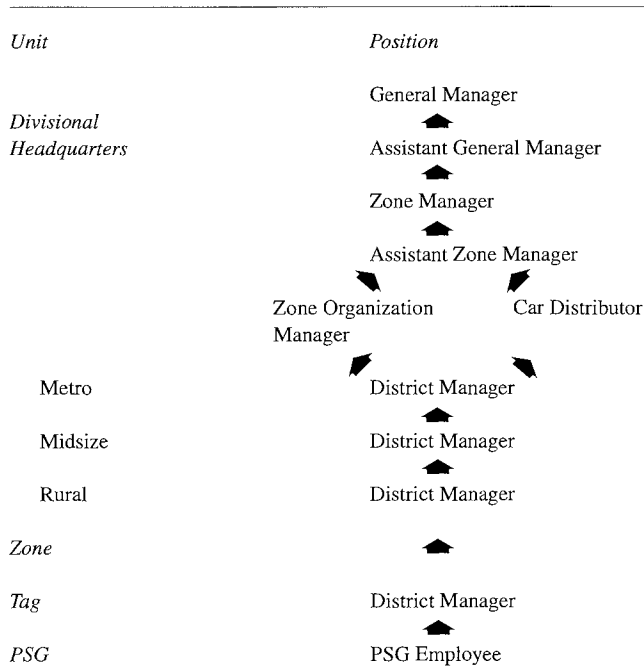 Unit Position
General Manager
Divisional
Headquarters Assistant General Manager
Zone Manager
Assistant Zone Manager
Zone Organization Car Distributor
Manager
Metro District Manager
Midsize District Manager
Rural District Manager
Zone
Tag District Manager
PSG PSG Employee